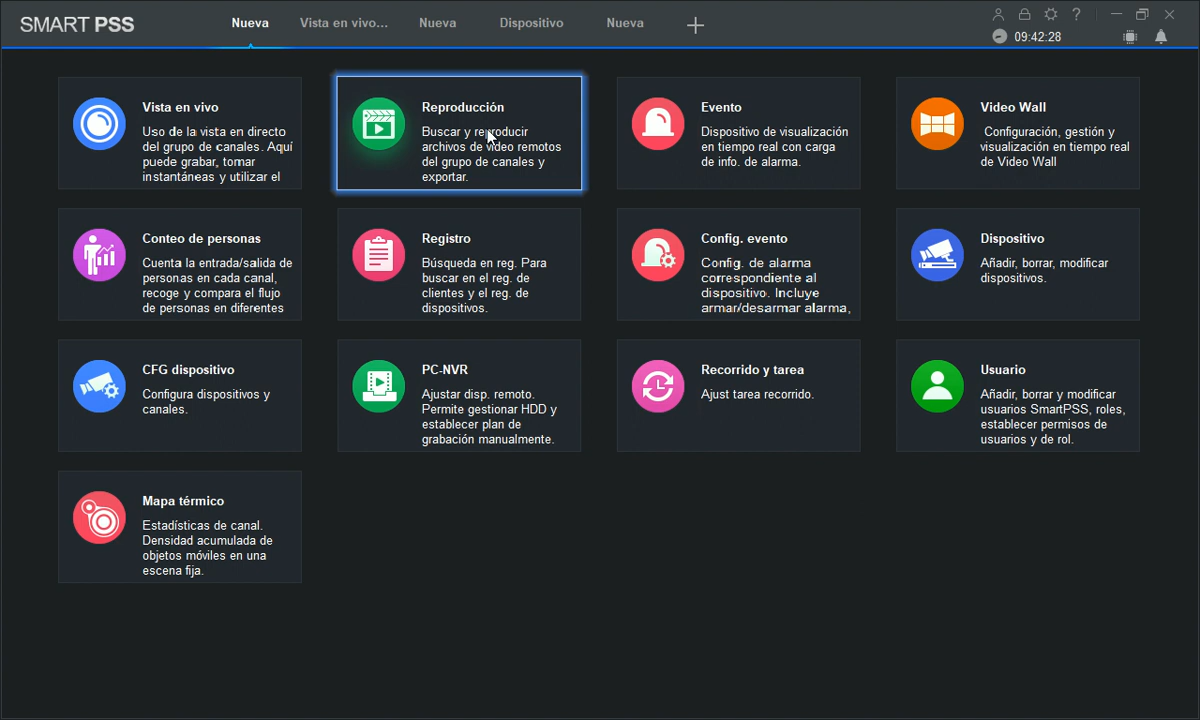 SMART PSS
Nueva
Vista en vivo...
Nueva
Dispositivo
Nueva
09:42:28
Vista en vivo
Uso de la vista en directo
del grupo de canales. Aquí
puede grabar, tomar
instantáneas y utilizar el
Reproducción
Buscar y reproducir
archivos de vídeo remotos
del grupo de canales y
exportar.
Evento
Dispositivo de visualización
en tiempo real con carga
de info. de alarma.
Video Wall
Configuración, gestión y
visualización en tiempo real
de Video Wall
Conteo de personas
Cuenta la entrada/salida de
personas en cada canal,
recoge y compara el flujo
de personas en diferentes
Registro
Búsqueda en reg. Para
buscar en el reg. de
clientes y el reg. de
dispositivos.
Config. evento
Config. de alarma
correspondiente al
dispositivo. Incluye
armar/desarmar alarma,
Dispositivo
Añadir, borrar, modificar
dispositivos.
CFG dispositivo
Configura dispositivos y
canales.
PC-NVR
Ajustar disp. remoto.
Permite gestionar HDD y
establecer plan de
grabación manualmente.
Recorrido y tarea
Ajust tarea recorrido.
Usuario
Añadir, borrar y modificar
usuarios SmartPSS, roles,
establecer permisos de
usuarios y de rol.
Mapa térmico
Estadísticas de canal.
Densidad acumulada de
objetos móviles en una
escena fija.